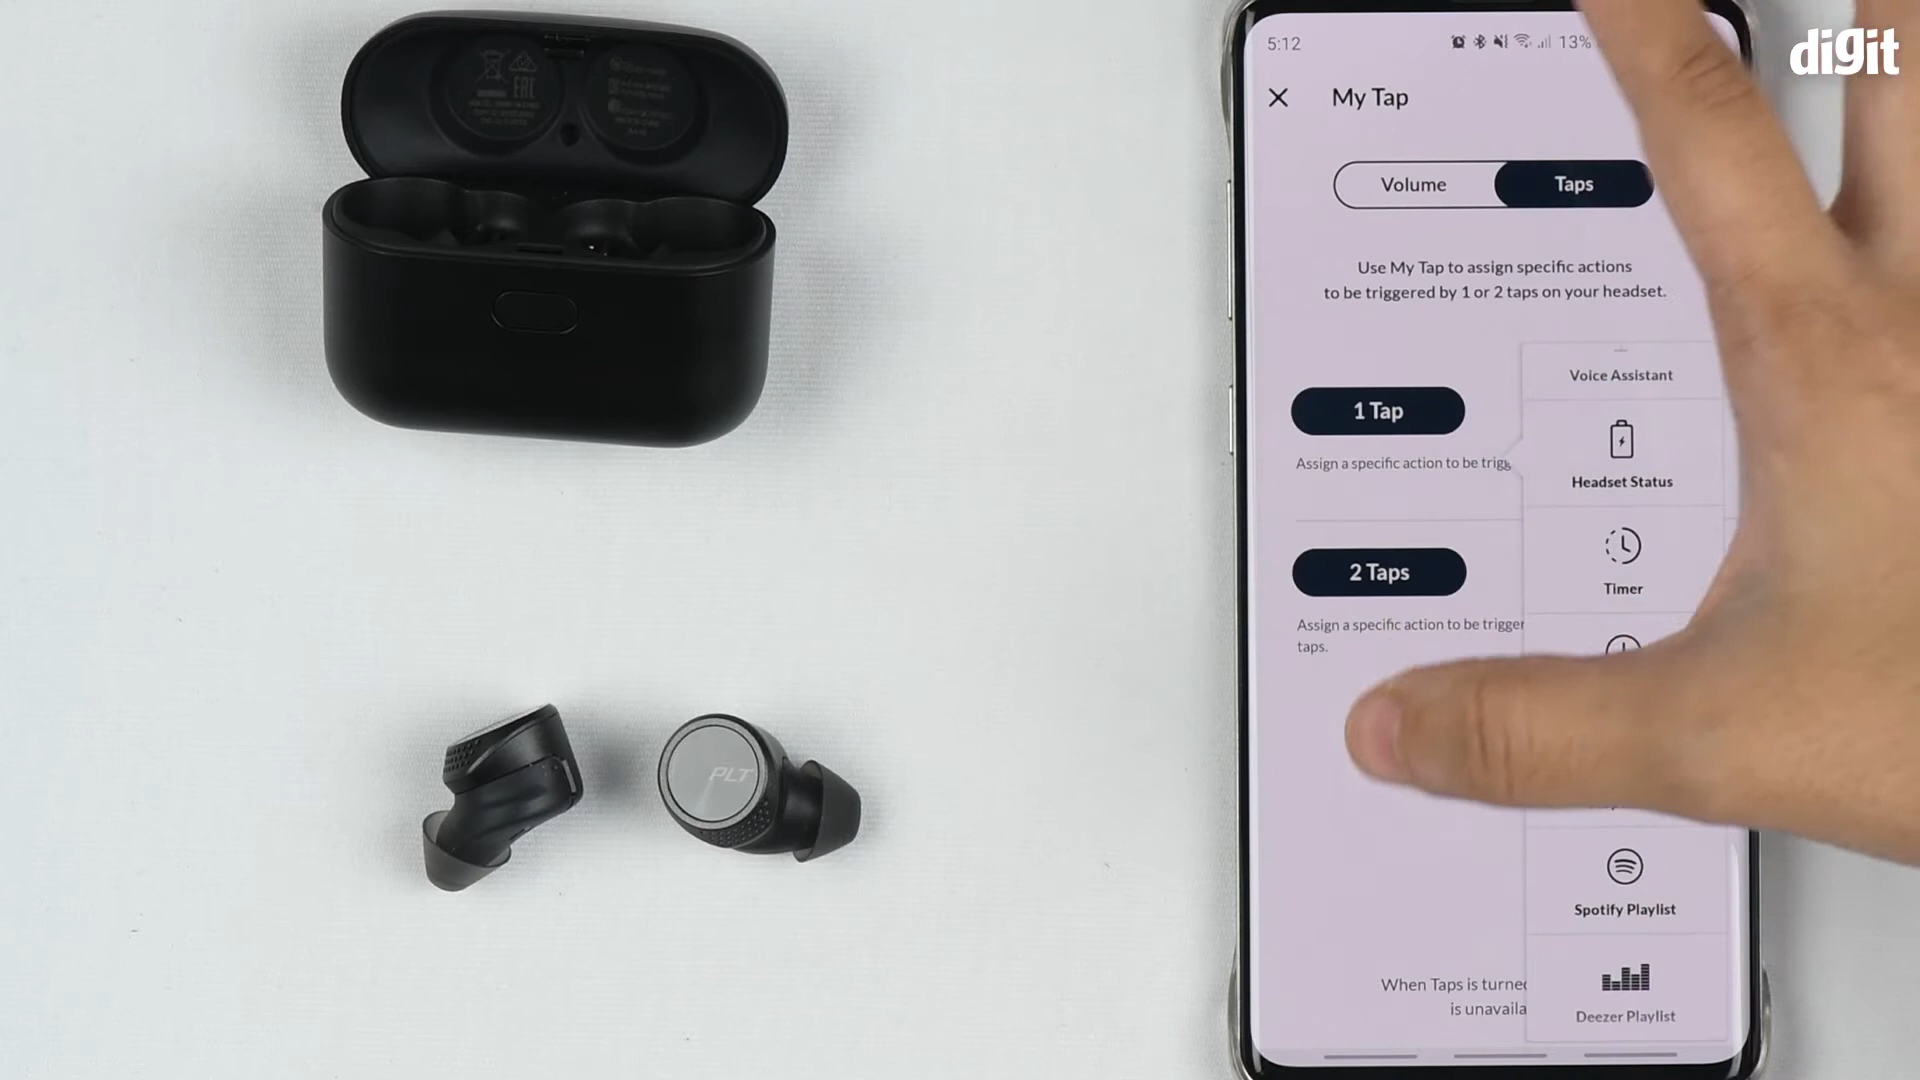 digit
5:12
13%
My Tap
Volume
Taps
Use My Tap to assign specific actions
to be triggered by 1 or 2 taps on your headset.
Voice Assistant
1 Tap
Assign a specific action to be trigg
Headset Status
2 Taps
Timer
Assign a specific action to be trigger
taps.
Spotify Playlist
When Taps is turned
is unavaila
Deezer Playlist
EAC
PLT